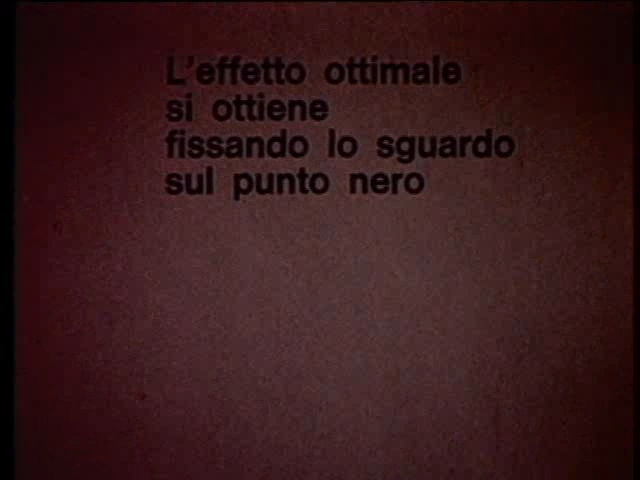 L'effetto ottimale
si ottiene
fissando lo sguardo
sul punto nero